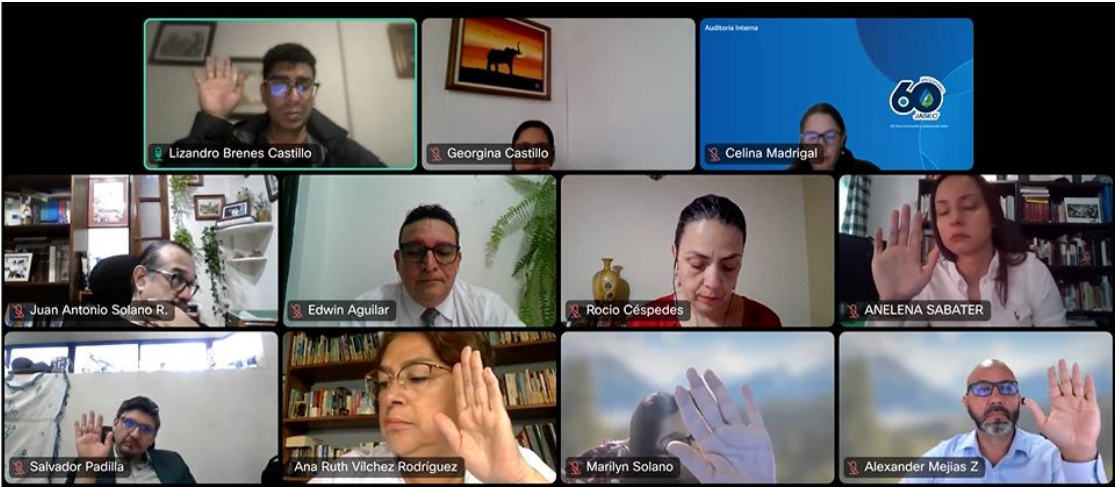 Auditoría Interna
60
JASEC
Lizandro Brenes Castillo
Georgina Castillo
Celina Madrigal
Juan Antonio Solano R.
Edwin Aguilar
Rocio Céspedes
ANELENA SABATER
Salvador Padilla
Ana Ruth Vílchez Rodríguez
Marilyn Solano
Alexander Mejias Z